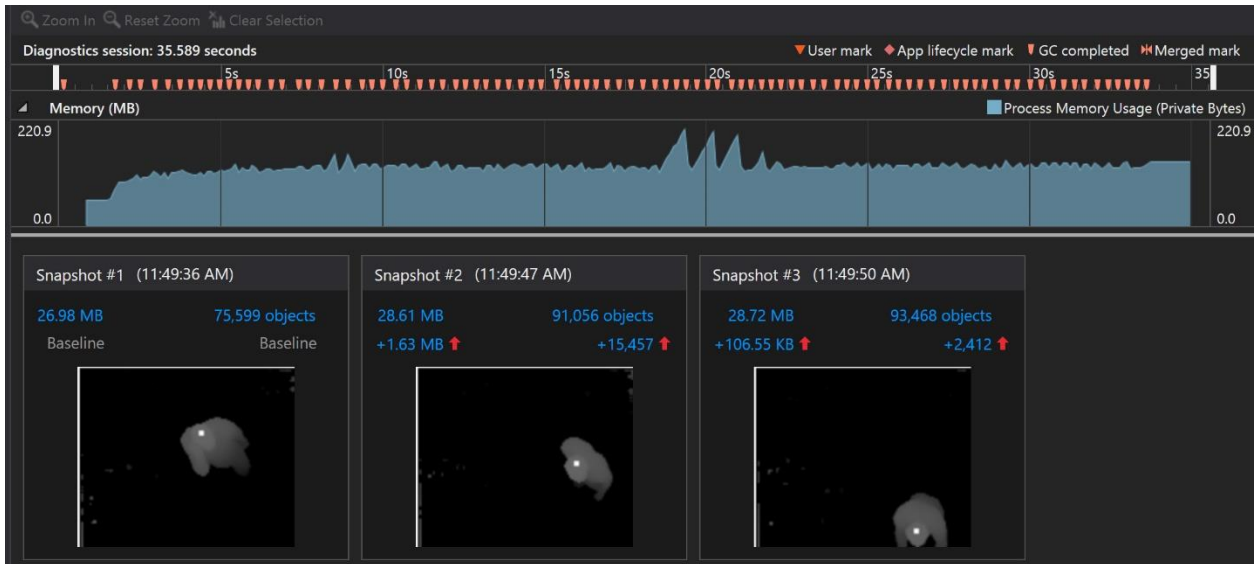 Zoom In Reset Zoom Clear Selection
Diagnostics session: 35.589 seconds User mark App lifecycle mark GC completed Merged mark
5s 10s 15s 20s 25s 30s 35
Memory (MB) Process Memory Usage (Private Bytes)
220.9 220.9
0.0 0.0
Snapshot #1 (11:49:36 AM) Snapshot #2 (11:49:47 AM) Snapshot #3 (11:49:50 AM)
26.98 MB 75,599 objects 28.61 MB 91,056 objects 28.72 MB 93,468 objects
Baseline Baseline +1.63 MB +15,457 +106.55 KB +2,412